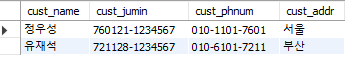 cust_name cust_jumin cust_phnum cust_addr
정우성 760121-1234567 010-1101-7601 서울
유재석 721128-1234567 010-6101-7211 부산